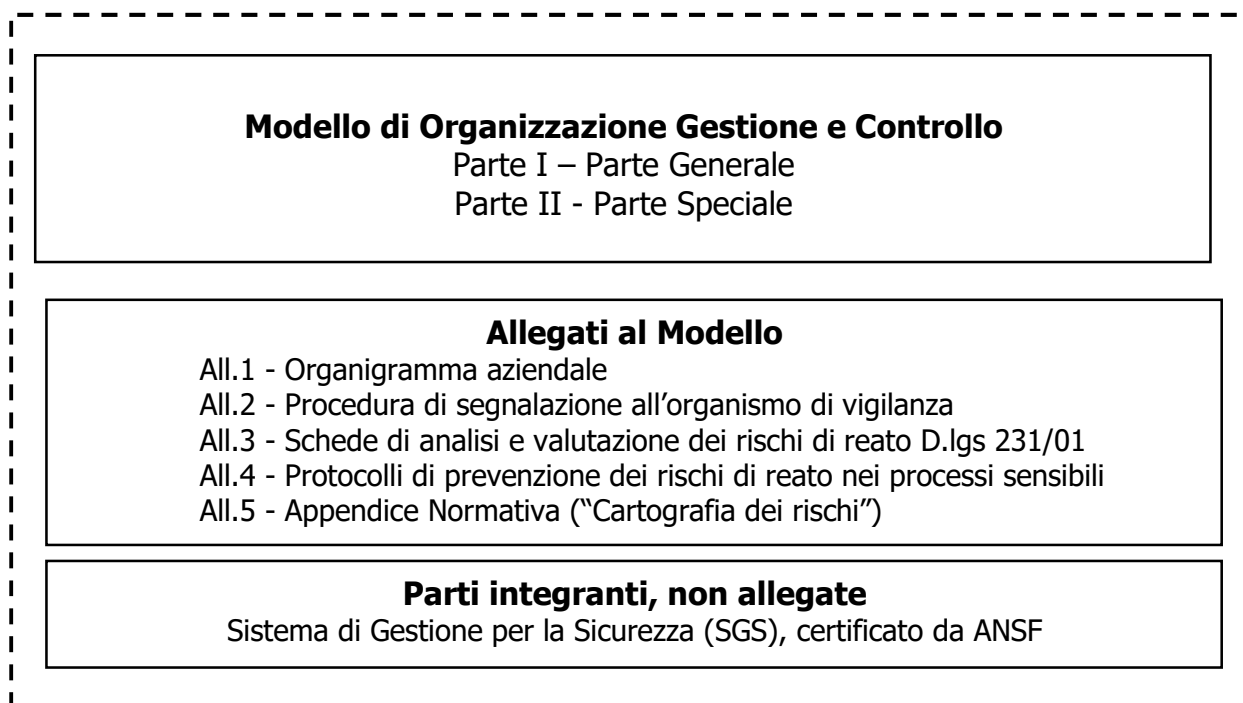 Modello di Organizzazione Gestione e Controllo
Parte I – Parte Generale
Parte II - Parte Speciale
Allegati al Modello
All.1 - Organigramma aziendale
All.2 - Procedura di segnalazione all’organismo di vigilanza
All.3 - Schede di analisi e valutazione dei rischi di reato D.lgs 231/01
All.4 - Protocolli di prevenzione dei rischi di reato nei processi sensibili
All.5 - Appendice Normativa (“Cartografia dei rischi”)
Parti integranti, non allegate
Sistema di Gestione per la Sicurezza (SGS), certificato da ANSF